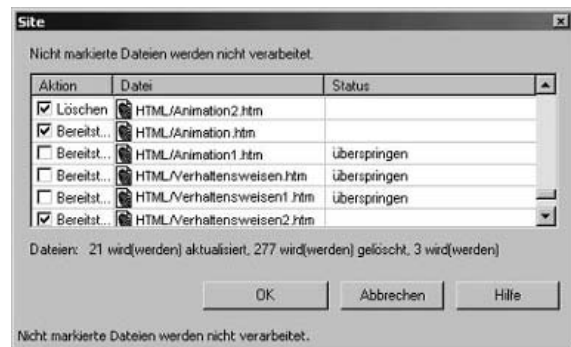 Site
Nicht markierte Dateien werden nicht verarbeitet.
Aktion Datei Status
Löschen HTML/Animation2.htm
Bereitst... HTML/Animation.htm
Bereitst... HTML/Animation1.htm überspringen
Bereitst... HTML/Verhaltensweisen.htm überspringen
Bereitst... HTML/Verhaltensweisen1.htm überspringen
Bereitst... HTML/Verhaltensweisen2.htm
Dateien: 21 wird(werden) aktualisiert, 277 wird(werden) gelöscht, 3 wird(werden)
OK Abbrechen Hilfe
Nicht markierte Dateien werden nicht verarbeitet.